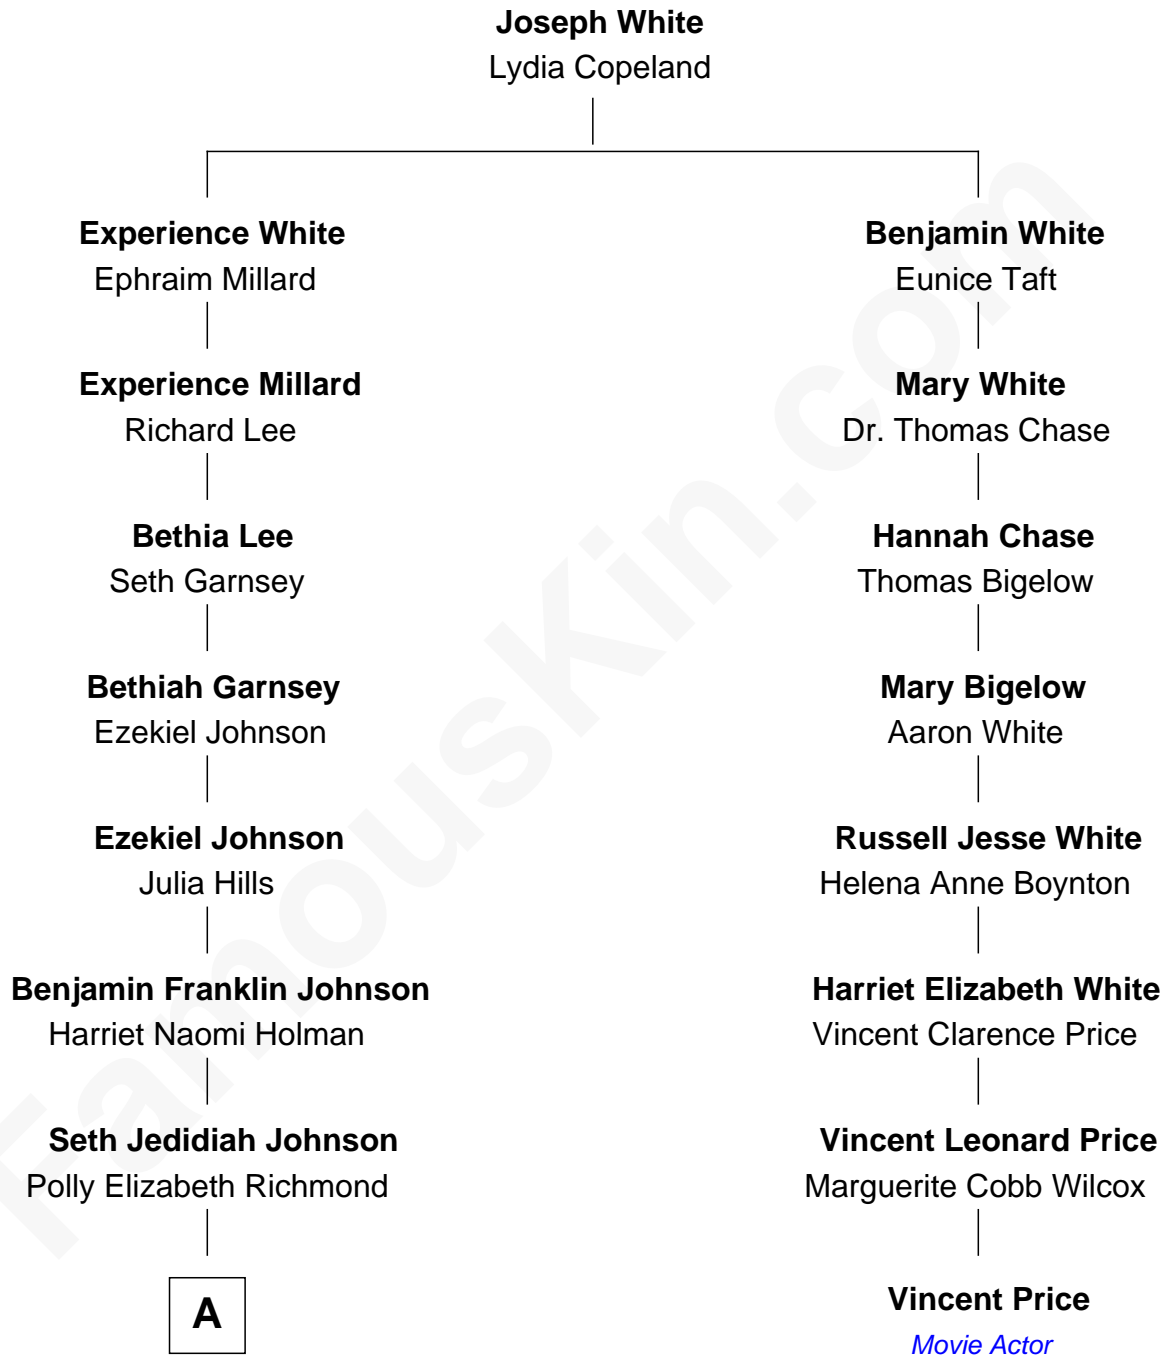 Joseph White
Lydia Copeland
Experience White
Ephraim Millard
Benjamin White
Eunice Taft
Experience Millard
Richard Lee
Mary White
Dr. Thomas Chase
Bethia Lee
Seth Garnsey
Hannah Chase
Thomas Bigelow
Bethiah Garnsey
Ezekiel Johnson
Mary Bigelow
Aaron White
Ezekiel Johnson
Julia Hills
Russell Jesse White
Helena Anne Boynton
Benjamin Franklin Johnson
Harriet Naomi Holman
Harriet Elizabeth White
Vincent Clarence Price
Seth Jedidiah Johnson
Polly Elizabeth Richmond
Vincent Leonard Price
Marguerite Cobb Wilcox
A
Vincent Price
Movie Actor
FamousKin.com